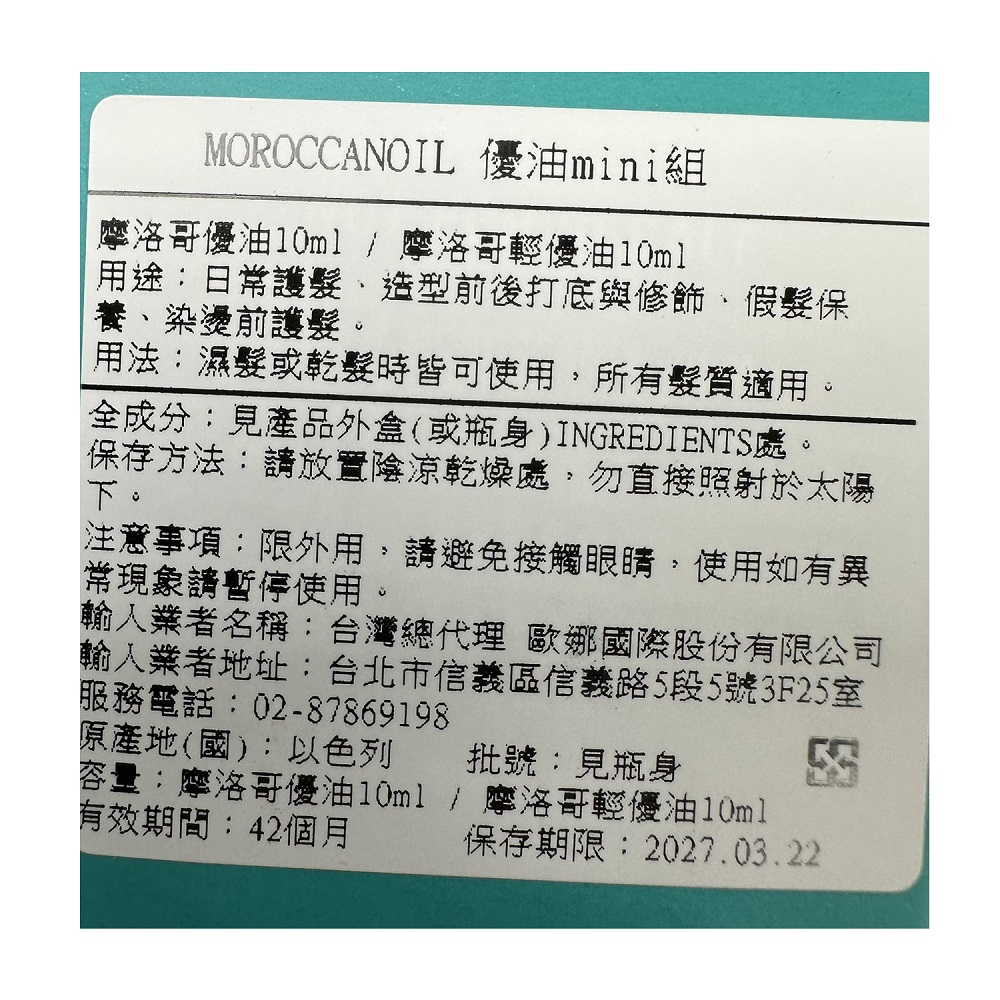 MOROCCANOIL 優油mini組
摩洛哥優油10ml / 摩洛哥輕優油10ml
用途：日常護髮、造型前後打底與修飾、假髮保
養、染燙前護髮。
用法：濕髮或乾髮時皆可使用，所有髮質適用。
全成分：見產品外盒(或瓶身)INGREDIENTS處。
保存方法：請放置陰涼乾燥處，勿直接照射於太陽
下。
注意事項：限外用，請避免接觸眼睛，使用如有異
常現象請暫停使用。
輸入業者名稱：台灣總代理 歐娜國際股份有限公司
輸入業者地址：台北市信義區信義路5段5號3F25室
服務電話：02-87869198
原產地(國)：以色列 批號：見瓶身
容量：摩洛哥優油10ml / 摩洛哥輕優油10ml
有效期間：42個月 保存期限：2027.03.22